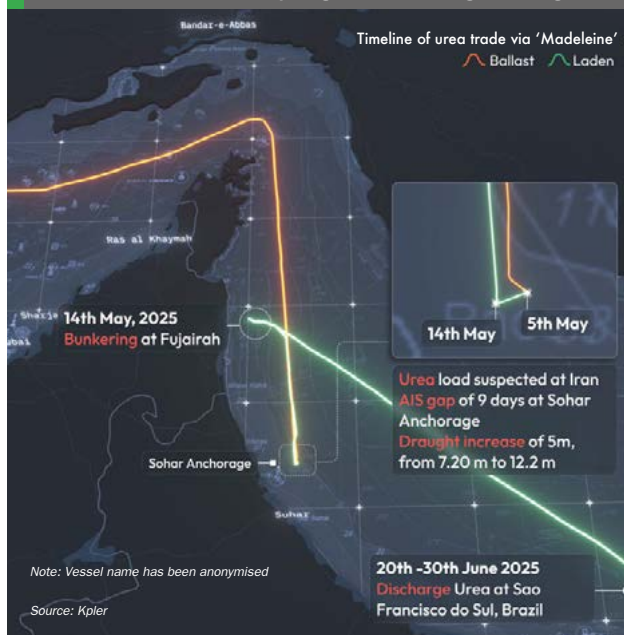 Bandar-e-Abbas
Timeline of urea trade via ‘Madeleine’
Ballast Laden
Ras al Khaymah
14th May, 2025
Bunkering at Fujairah
14th May
5th May
Urea load suspected at Iran
AIS gap of 9 days at Sohar
Anchorage
Draught increase of 5m,
from 7.20 m to 12.2 m
Sohar Anchorage
Suhar
20th -30th June 2025
Discharge Urea at Sao
Francisco do Sul, Brazil
Note: Vessel name has been anonymised
Source: Kpler